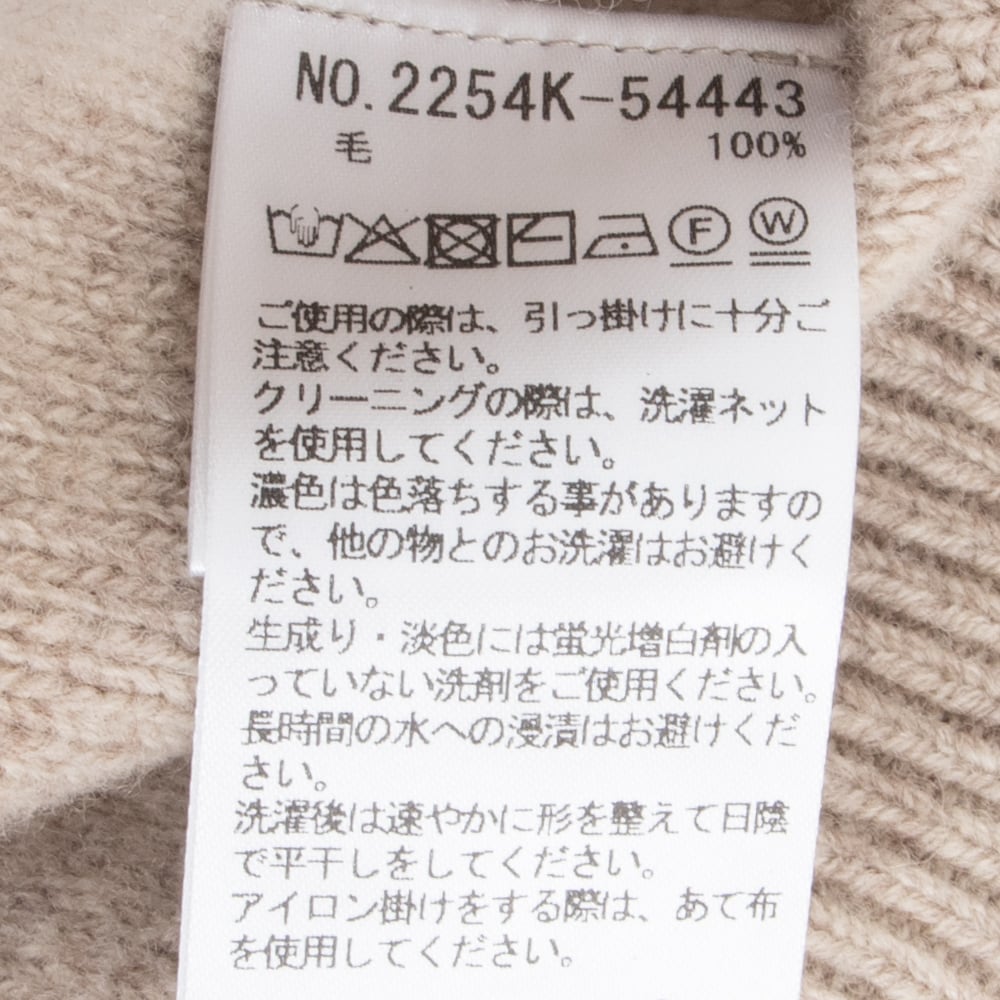 NO.2254K-54443
毛 100%
F W
ご使用の際は、引っ掛けに十分ご
注意ください。
クリーニングの際は、洗濯ネット
を使用してください。
濃色は色落ちする事がありますの
で、他の物とのお洗濯はお避けく
ださい。
生成り・淡色には蛍光増白剤の入
っていない洗剤をご使用ください。
長時間の水への浸漬はお避けくだ
さい。
洗濯後は速やかに形を整えて日陰
で平干しをしてください。
アイロン掛けをする際は、あて布
を使用してください。